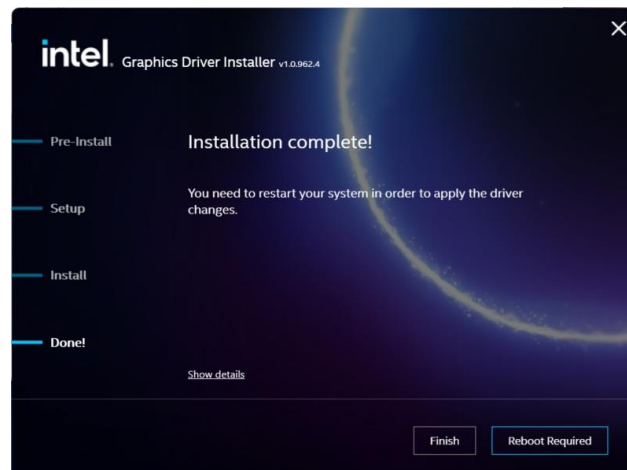 intel. Graphics Driver Installer v1.0.962.4
Pre-Install
Installation complete!
You need to restart your system in order to apply the driver
changes.
Setup
Install
Done!
Show details
Finish
Reboot Required